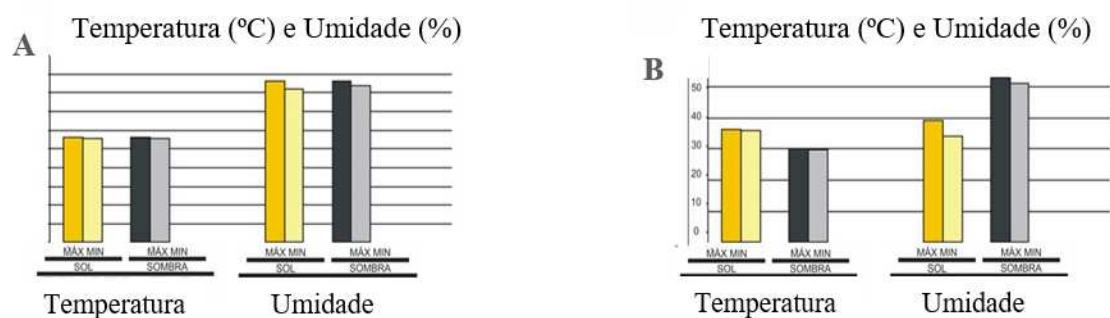 A
Temperatura (ºC) e Umidade (%)
MÁX MIN MÁX MIN MÁX MIN MÁX MIN
SOL SOMBRA SOL SOMBRA
Temperatura Umidade
B
Temperatura (ºC) e Umidade (%)
50
40
30
20
10
0
MÁX MIN MÁX MIN MÁX MIN MÁX MIN
SOL SOMBRA SOL SOMBRA
Temperatura Umidade